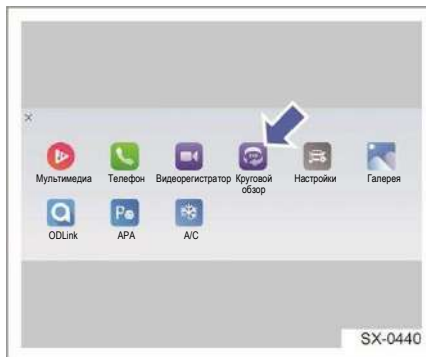 ×
Мультимедиа Телефон Видеорегистратор Круговой обзор Настройки Галерея
ODLink APA A/C
SX-0440